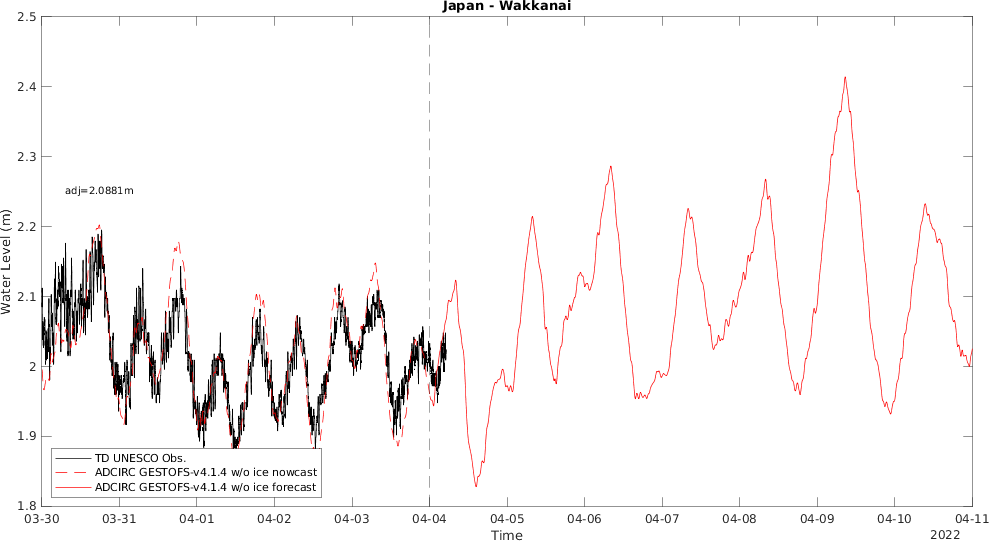 Japan - Wakkanai
2.5
2.4
2.3
2.2
2.1
2
1.9
1.8
Water Level (m)
adj=2.0881m
TD UNESCO Obs.
ADCIRC GESTOFS-v4.1.4 w/o ice nowcast
ADCIRC GESTOFS-v4.1.4 w/o ice forecast
03-30 03-31 04-01 04-02 04-03 04-04 04-05 04-06 04-07 04-08 04-09 04-10 04-11
Time
2022